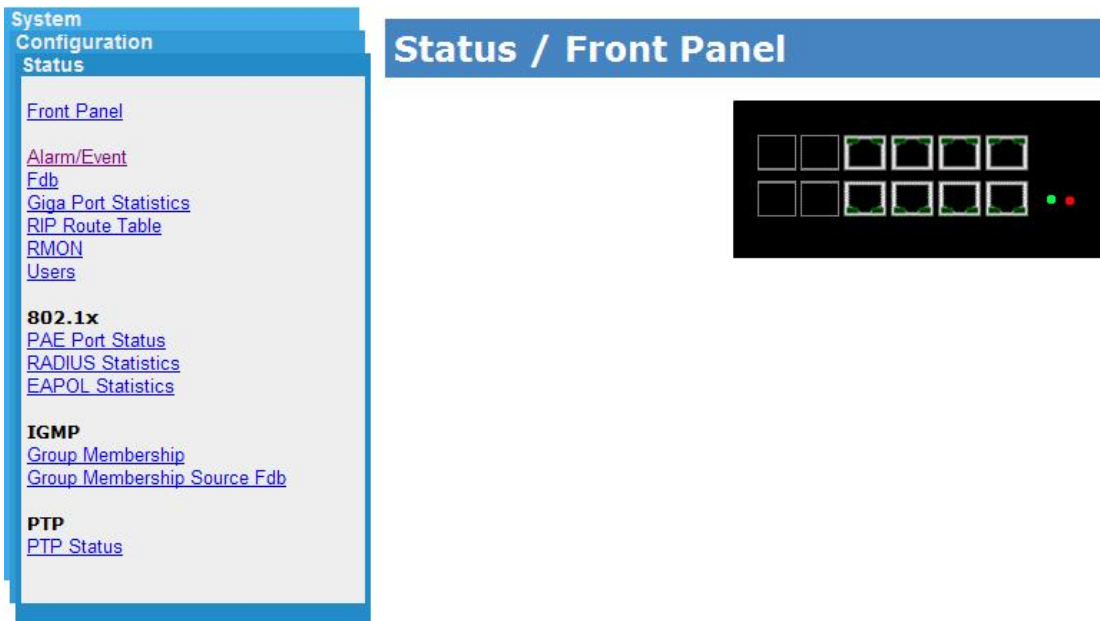 System
Configuration
Status
Front Panel
Alarm/Event
Fdb
Giga Port Statistics
RIP Route Table
RMON
Users
802.1x
PAE Port Status
RADIUS Statistics
EAPOL Statistics
IGMP
Group Membership
Group Membership Source Fdb
PTP
PTP Status
Status / Front Panel